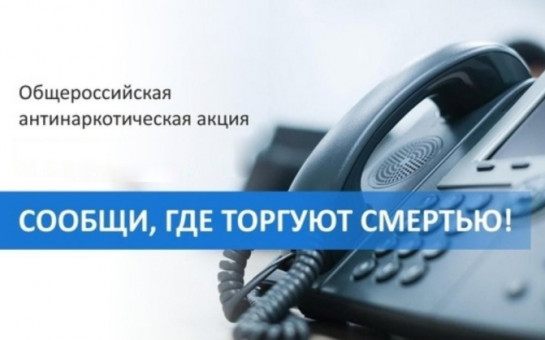 Общероссийская
антинаркотическая акция
СООБЩИ, ГДЕ ТОРГУЮТ СМЕРТЬЮ!